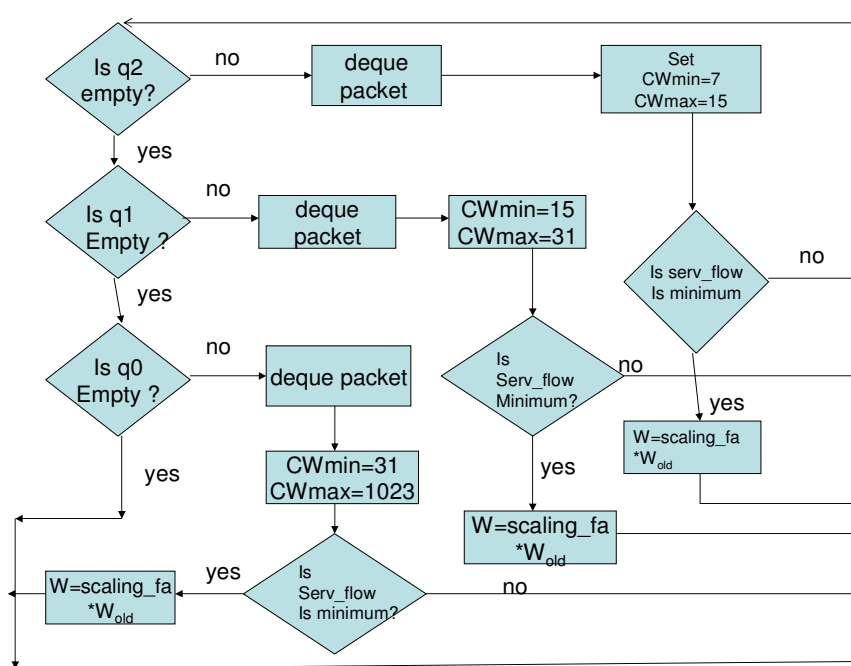 Is q2
empty?
no
deque
packet
Set
CWmin=7
CWmax=15
yes
Is q1
Empty ?
no
deque
packet
CWmin=15
CWmax=31
Is serv_flow
Is minimum
no
yes
Is q0
Empty ?
no
deque packet
Is
Serv_flow
Minimum?
no
yes
W=scaling_fa
*Wold
yes
CWmin=31
CWmax=1023
yes
W=scaling_fa
*Wold
Is
Serv_flow
Is minimum?
no
yes
W=scaling_fa
*Wold